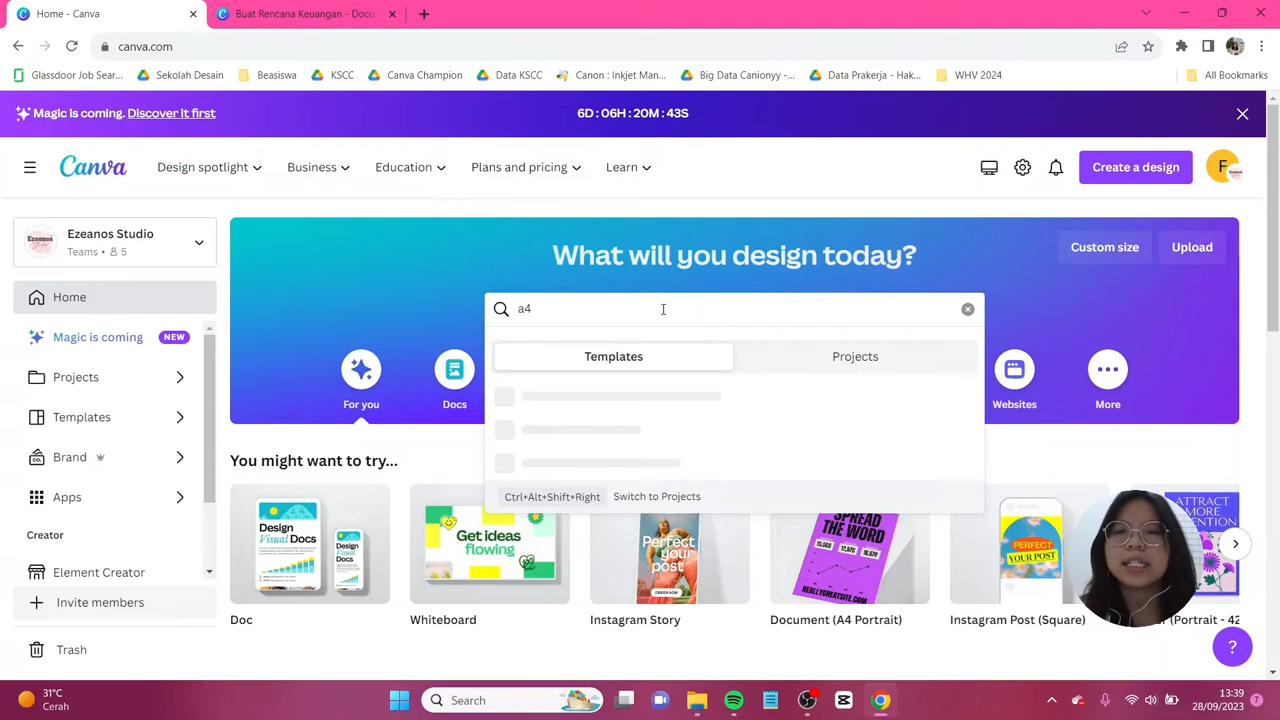 Home - Canva
Buat Rencana Keuangan - Docu
canva.com
Glassdoor Job Sear...
Sekolah Desain
Beasiswa
KSCC
Canva Champion
Data KSCC
Canon : Inkjet Man...
Big Data Canionyy -...
Data Prakerja - Hak...
WHV 2024
All Bookmarks
Magic is coming. Discover it first
6D : 06H : 20M : 43S
Canva
Design spotlight
Business
Education
Plans and pricing
Learn
Create a design
F
Ezeanos Studio
Teams • 5
What will you design today?
Custom size
Upload
Home
a4
Magic is coming
NEW
Templates
Projects
Projects
For you
Docs
Websites
More
Templates
Brand
You might want to try...
Apps
Ctrl+Alt+Shift+Right
Switch to Projects
Design
Visual Docs
Get ideas
flowing
Perfect
your
post
SPREAD
THE WORD
PERFECT
YOUR POST
ATTRACT
MORE
Creator
Element Creator
Invite members
Doc
Whiteboard
Instagram Story
Document (A4 Portrait)
Instagram Post (Square)
(Portrait - 42
Trash
?
31°C
Cerah
Search
13:39
28/09/2023
7